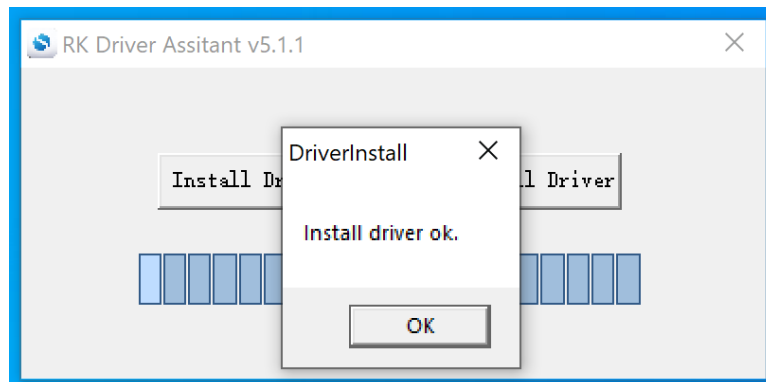 RK Driver Assitant v5.1.1
DriverInstall
Install Dr
l Driver
Install driver ok.
OK